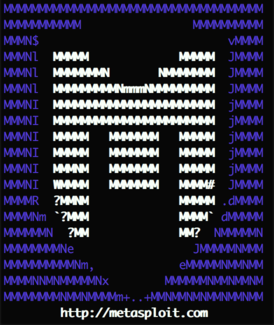 MMMMMMMMMMMMMMMMMMMMMMMMMMMMMMMMMMMMM
MMMMMMMMMMM                MMMMMMMMMM
MMMN$                           vMMMM
MMMNl  MMMMM             MMMMM  JMMMM
MMMNl  MMMMMMMN       NMMMMMMM  JMMMM
MMMNl  MMMMMMMMMNmmmNMMMMMMMMM  JMMMM
MMMNI  MMMMMMMMMMMMMMMMMMMMMMM  jMMMM
MMMNI  MMMMMMMMMMMMMMMMMMMMMMM  jMMMM
MMMNI  MMMMM   MMMMMMM   MMMMM  jMMMM
MMMNI  MMMMM   MMMMMMM   MMMMM  jMMMM
MMMNI  MMMNM   MMMMMMM   MMMMM  jMMMM
MMMNI  WMMMM   MMMMMMM   MMMM#  JMMMM
MMMMR  ?MMNM             MMMMM .dMMMM
MMMMNm `?MMM             MMMM` dMMMMM
MMMMMMN  ?MM             MM?  NMMMMMN
MMMMMMMMNe                 JMMMMMNMMM
MMMMMMMMMMNm,            eMMMMMNMMNMM
MMMMNNMNMMMMMNx        MMMMMMNMMNMMNM
MMMMMMMMNMMNMMMMm+..+MMNMMNMNMMNMMNMM
http://metasploit.com